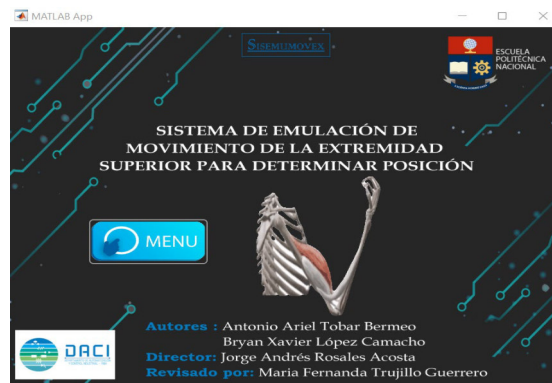 MATLAB App
SISEMUMOVEX
ESCUELA
POLITÉCNICA
NACIONAL
SISTEMA DE EMULACIÓN DE
MOVIMIENTO DE LA EXTREMIDAD
SUPERIOR PARA DETERMINAR POSICIÓN
MENU
Autores : Antonio Ariel Tobar Bermeo
Bryan Xavier López Camacho
Director: Jorge Andrés Rosales Acosta
Revisado por: Maria Fernanda Trujillo Guerrero
DACI